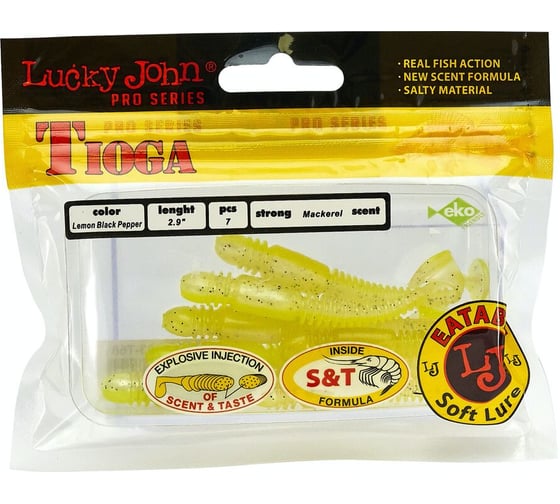 Lucky John®
PRO SERIES
· REAL FISH ACTION
· NEW SCENT FORMULA
· SALTY MATERIAL
PRO SERIES PRO SERIES
TIOGA
color lenght pcs strong Mackerel scent
Lemon Black Pepper 2.9" 7
eko
EXPLOSIVE INJECTION
OF
SCENT & TASTE
INSIDE
S&T
FORMULA
LJ LJ LJ
Soft Lure